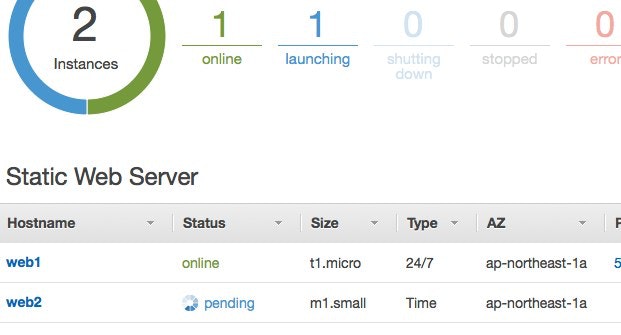 2 1 1 0 0 0
Instances online launching shutting down stopped error
Static Web Server
Hostname Status Size Type AZ
web1 online t1.micro 24/7 ap-northeast-1a 5
web2 pending m1.small Time ap-northeast-1a